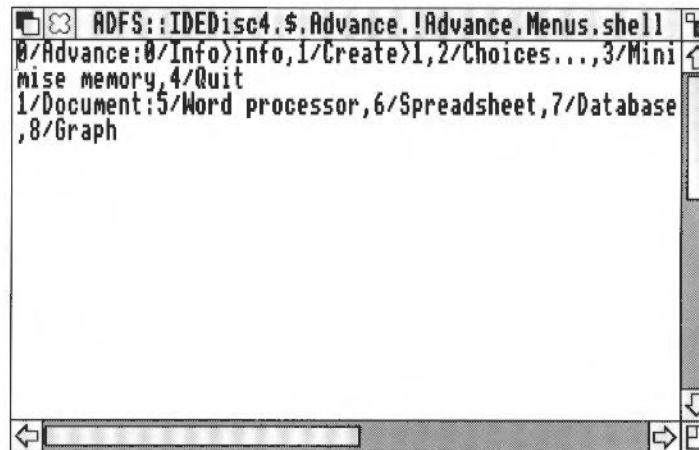 ADFS::IDEDisc4.$.Advance.!Advance.Menus.shell
0/Advance:0/Info>info,1/Create>1,2/Choices...,3/Mini
mise memory,4/Quit
1/Document:5/Word processor,6/Spreadsheet,7/Database
,8/Graph